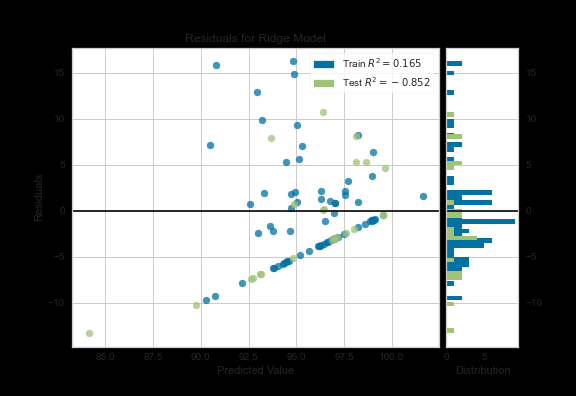 Residuals for Ridge Model
Train R² = 0.165
Test R² = −0.852
Residuals
15
10
5
0
−5
−10
15
10
5
0
−5
−10
85.0 87.5 90.0 92.5 95.0 97.5 100.0
0 5
Predicted Value
Distribution